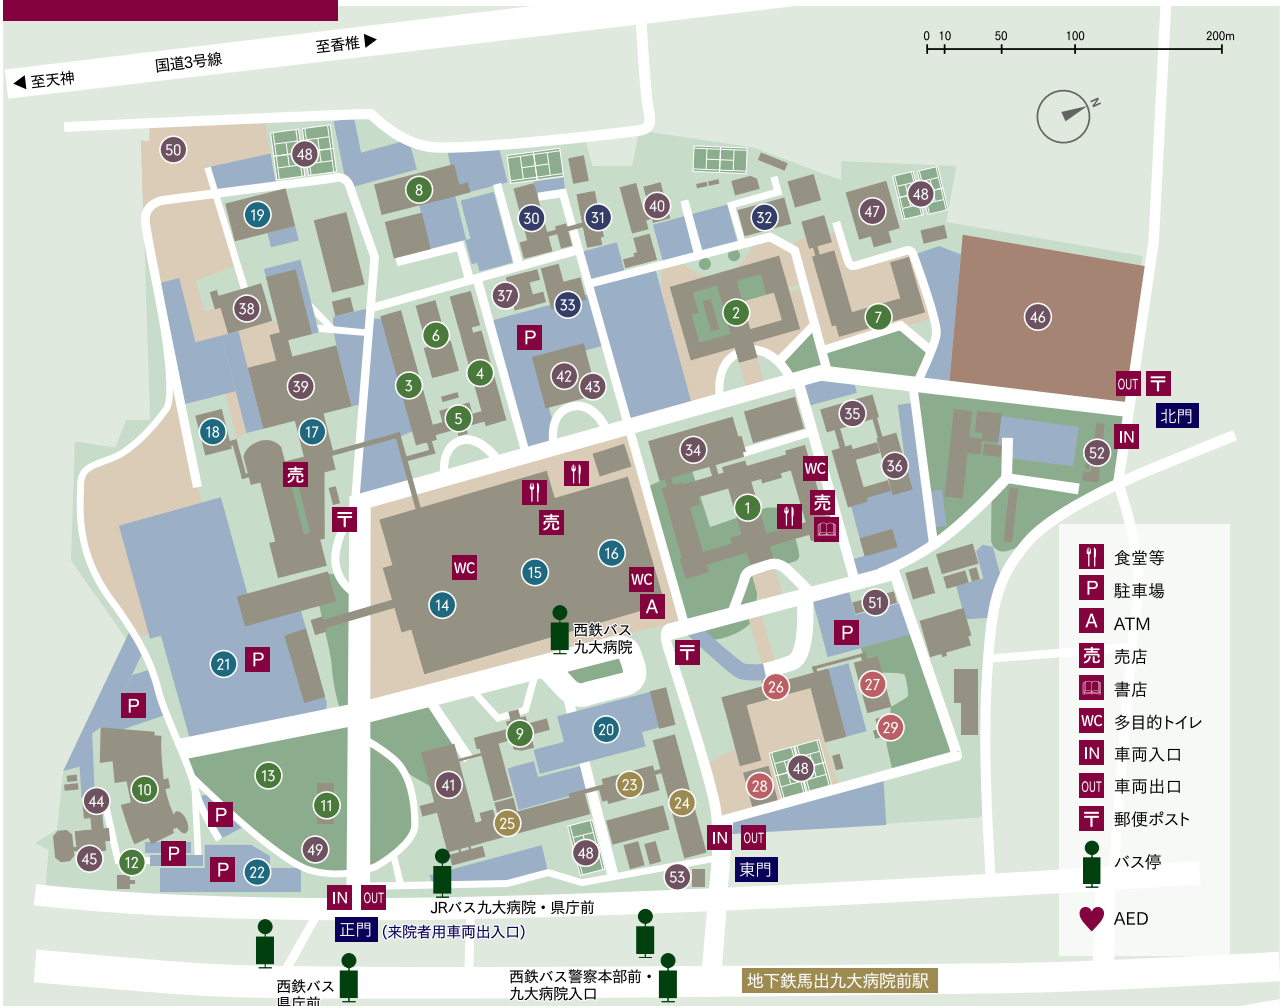 至香椎
国道3号線
至天神
0 10 50 100 200m
N
50
48
8
19
30
31
40
32
47
48
38
37
33
2
7
46
6
P
3
4
5
42
43
39
18
17
OUT
〒
北門
IN
35
34
36
52
売
WC
売
1
〒
売
16
15
WC
14
WC
A
西鉄バス
九大病院
51
P
〒
21
P
P
26
27
29
9
20
13
11
10
44
45
12
P
P
P
22
49
41
25
23
24
48
28
48
53
IN
OUT
東門
IN
OUT
正門
(来院者用車両出入口)
JRバス九大病院・県庁前
西鉄バス
県庁前
西鉄バス警察本部前・
九大病院入口
地下鉄馬出九大病院前駅
食堂等
P 駐車場
A ATM
売 売店
書店
WC 多目的トイレ
IN 車両入口
OUT 車両出口
〒 郵便ポスト
バス停
AED